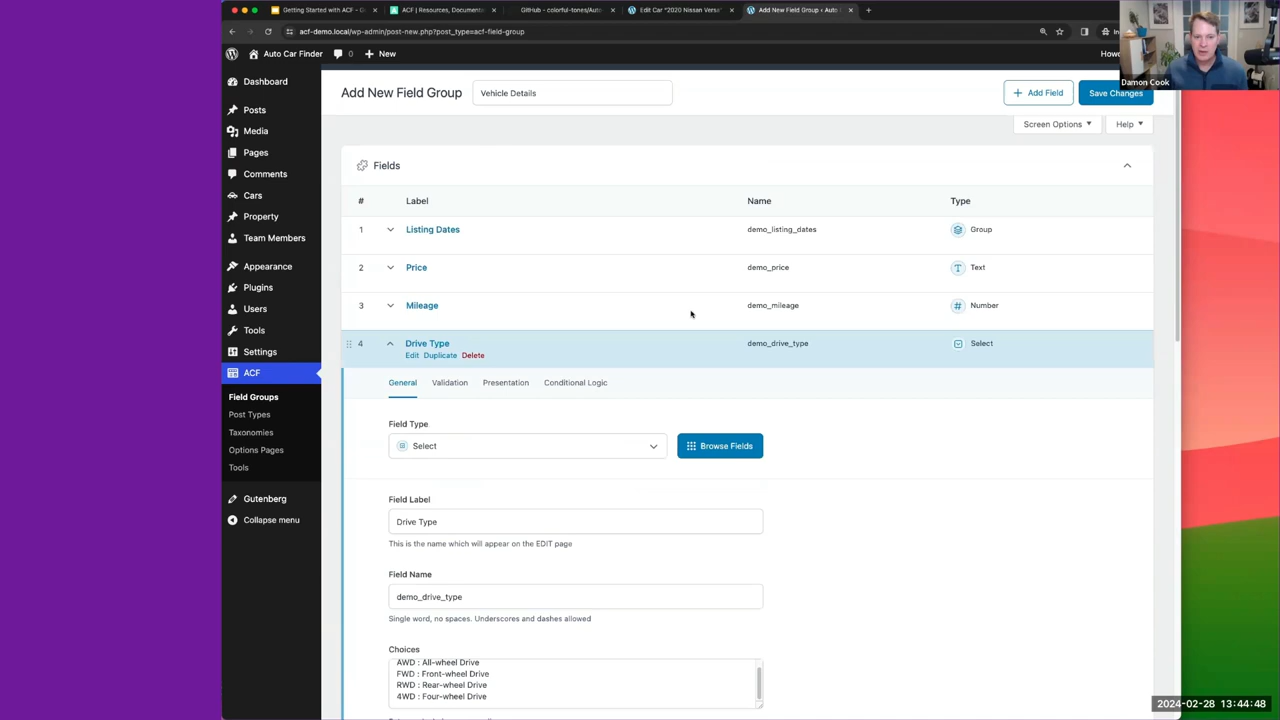 Getting Started with ACF - G
ACF | Resources, Documenta
GitHub - colorful-tones/Auto
Edit Car "2020 Nissan Versa"
Add New Field Group ‹ Auto
acf-demo.local/wp-admin/post-new.php?post_type=acf-field-group
Auto Car Finder
0
New
Damon Cook
Dashboard
Posts
Media
Pages
Comments
Cars
Property
Team Members
Appearance
Plugins
Users
Tools
Settings
ACF
Field Groups
Post Types
Taxonomies
Options Pages
Tools
Gutenberg
Collapse menu
Add New Field Group
Vehicle Details
+ Add Field
Save Changes
Screen Options
Help
Fields
# Label Name Type
1 Listing Dates demo_listing_dates Group
2 Price demo_price Text
3 Mileage demo_mileage Number
4 Drive Type demo_drive_type Select
Edit Duplicate Delete
General Validation Presentation Conditional Logic
Field Type
Select
Browse Fields
Field Label
Drive Type
This is the name which will appear on the EDIT page
Field Name
demo_drive_type
Single word, no spaces. Underscores and dashes allowed
Choices
AWD : All-wheel Drive
FWD : Front-wheel Drive
RWD : Rear-wheel Drive
4WD : Four-wheel Drive
2024-02-28 13:44:48